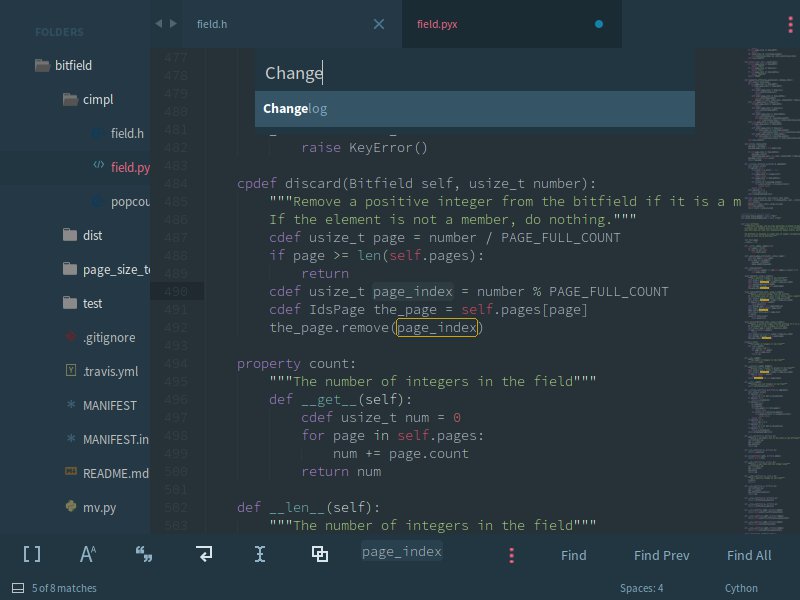 FOLDERS
bitfield
cimpl
field.h
field.py
popcou
dist
page_size_te
test
.gitignore
.travis.yml
MANIFEST
MANIFEST.in
README.md
mv.py
field.h
field.pyx
Change
Changelog
477
478
479
480
481
482 raise KeyError()
483
484 cpdef discard(Bitfield self, usize_t number):
485 """Remove a positive integer from the bitfield if it is a m
486 If the element is not a member, do nothing."""
487 cdef usize_t page = number / PAGE_FULL_COUNT
488 if page >= len(self.pages):
489 return
490 cdef usize_t page_index = number % PAGE_FULL_COUNT
491 cdef IdsPage the_page = self.pages[page]
492 the_page.remove(page_index)
493
494 property count:
495 """The number of integers in the field"""
496 def __get__(self):
497 cdef usize_t num = 0
498 for page in self.pages:
499 num += page.count
500 return num
501
502 def __len__(self):
503 """The number of integers in the field"""
page_index
Find
Find Prev
Find All
5 of 8 matches
Spaces: 4
Cython